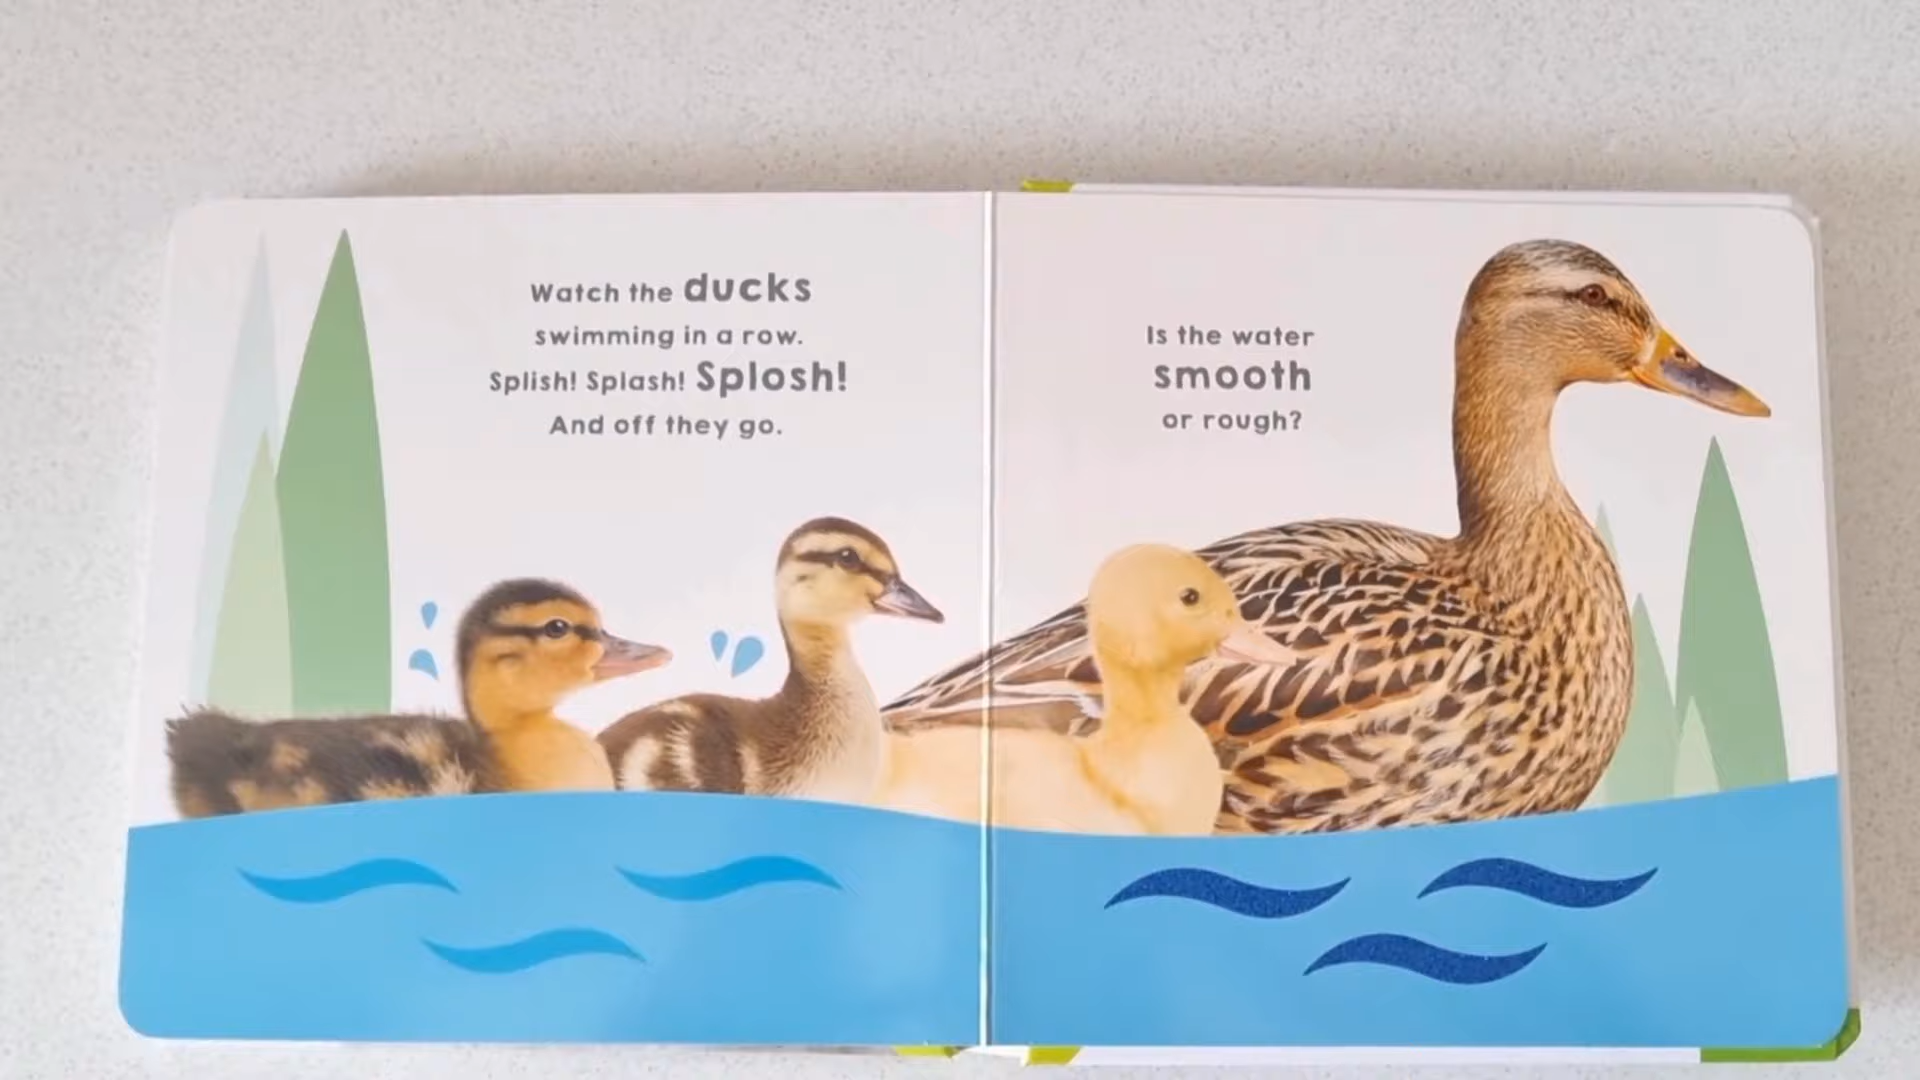 Watch the ducks
swimming in a row.
Splish! Splash! Splosh!
And off they go.
Is the water
smooth
or rough?